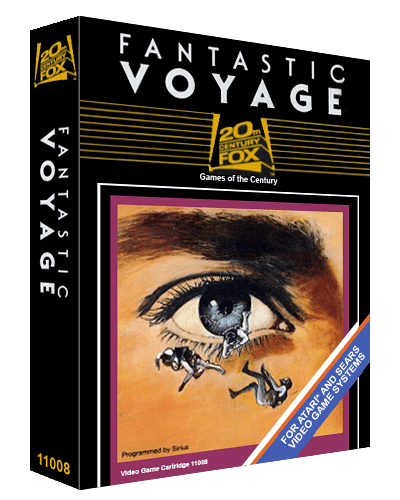 20th
CENTURY
FOX
FANTASTIC
VOYAGE
11008
FANTASTIC
VOYAGE
20th
CENTURY
FOX
Games of the Century
FOR ATARI® AND SEARS
VIDEO GAME SYSTEMS
Programmed by Sirius
Video Game Cartridge 11008